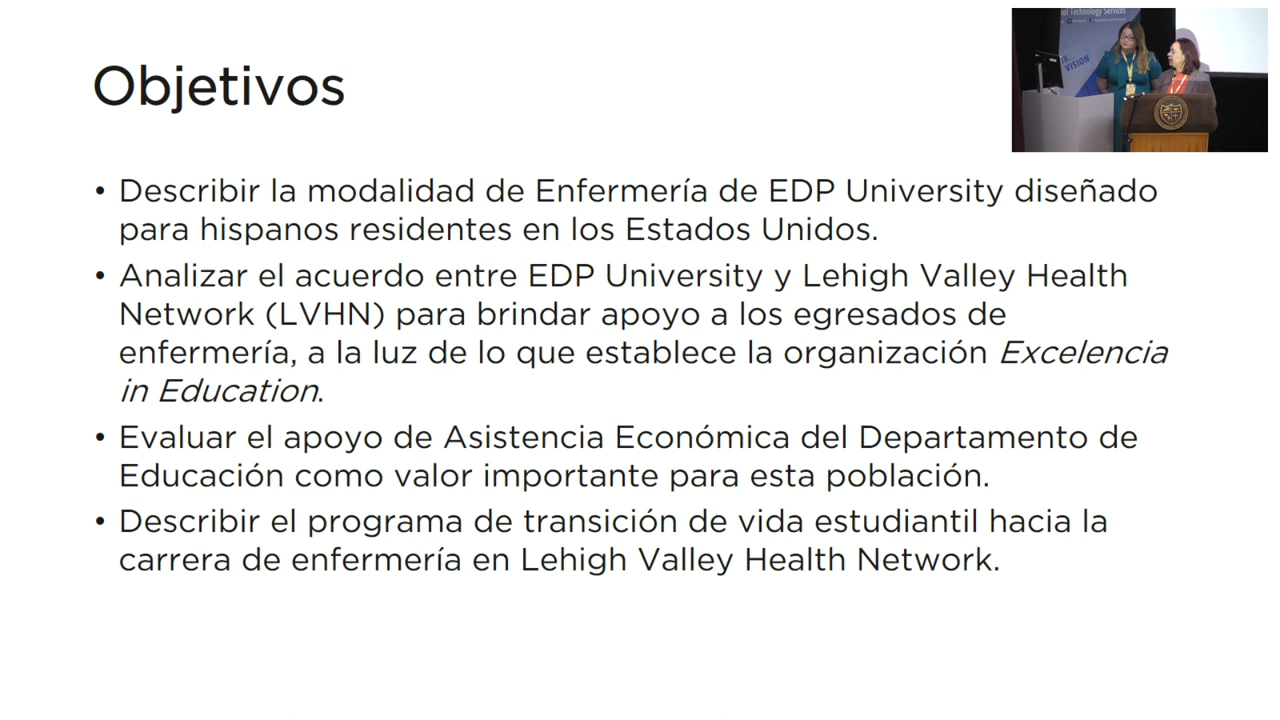 Objetivos
nal Technology Services
VISION
• Describir la modalidad de Enfermería de EDP University diseñado
para hispanos residentes en los Estados Unidos.
• Analizar el acuerdo entre EDP University y Lehigh Valley Health
Network (LVHN) para brindar apoyo a los egresados de
enfermería, a la luz de lo que establece la organización Excelencia
in Education.
• Evaluar el apoyo de Asistencia Económica del Departamento de
Educación como valor importante para esta población.
• Describir el programa de transición de vida estudiantil hacia la
carrera de enfermería en Lehigh Valley Health Network.